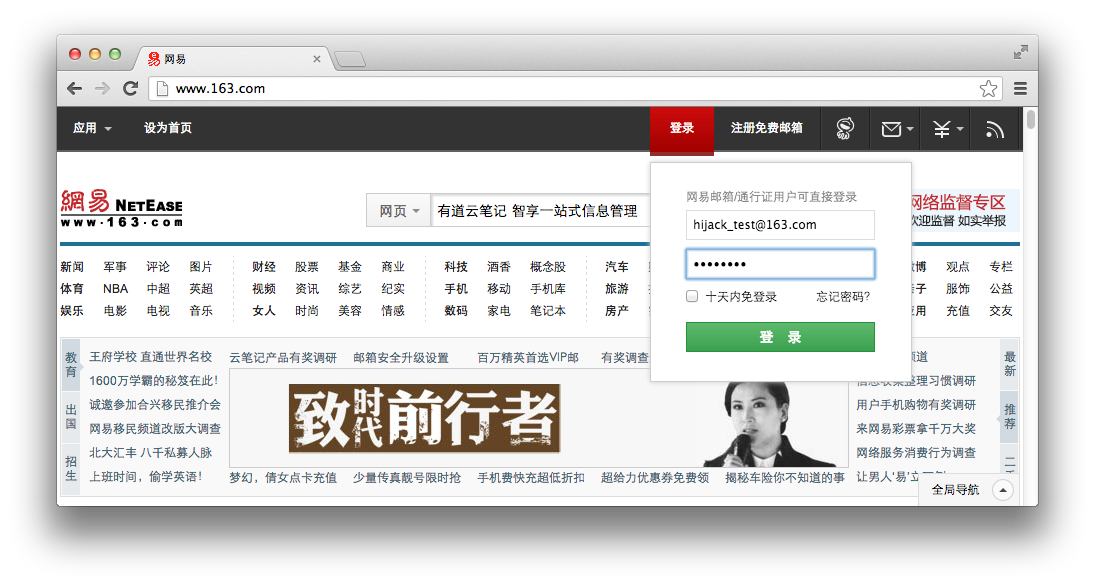 网易
www.163.com
应用
设为首页
登录
注册免费邮箱
網易 NETEASE
www.163.com
网页
有道云笔记 智享一站式信息管理
网易邮箱/通行证用户可直接登录
hijack_test@163.com
••••••••
十天内免登录
忘记密码?
登 录
网络监督专区
欢迎监督 如实举报
新闻 军事 评论 图片 财经 股票 基金 商业 科技 酒香 概念股 汽车 微博 观点 专栏
体育 NBA 中超 英超 视频 资讯 综艺 纪实 手机 移动 手机库 旅游 亲子 服饰 公益
娱乐 电影 电视 音乐 女人 时尚 美容 情感 数码 家电 笔记本 房产 应用 充值 交友
教育
出国
招生
王府学校 直通世界名校
1600万学霸的秘笈在此!
诚邀参加合兴移民推介会
网易移民频道改版大调查
北大汇丰 八千私募人脉
上班时间,偷学英语!
云笔记产品有奖调研 邮箱安全升级设置 百万精英首选VIP邮 有奖调查
致时代前行者
梦幻,倩女点卡充值 少量传真靓号限时抢 手机费快充超低折扣 超给力优惠券免费领 揭秘车险你不知道的事
频道
信息收集整理习惯调研
用户手机购物有奖调研
来网易彩票拿千万大奖
网络服务消费行为调查
让男人‘易’
最新
推荐
二手
全局导航